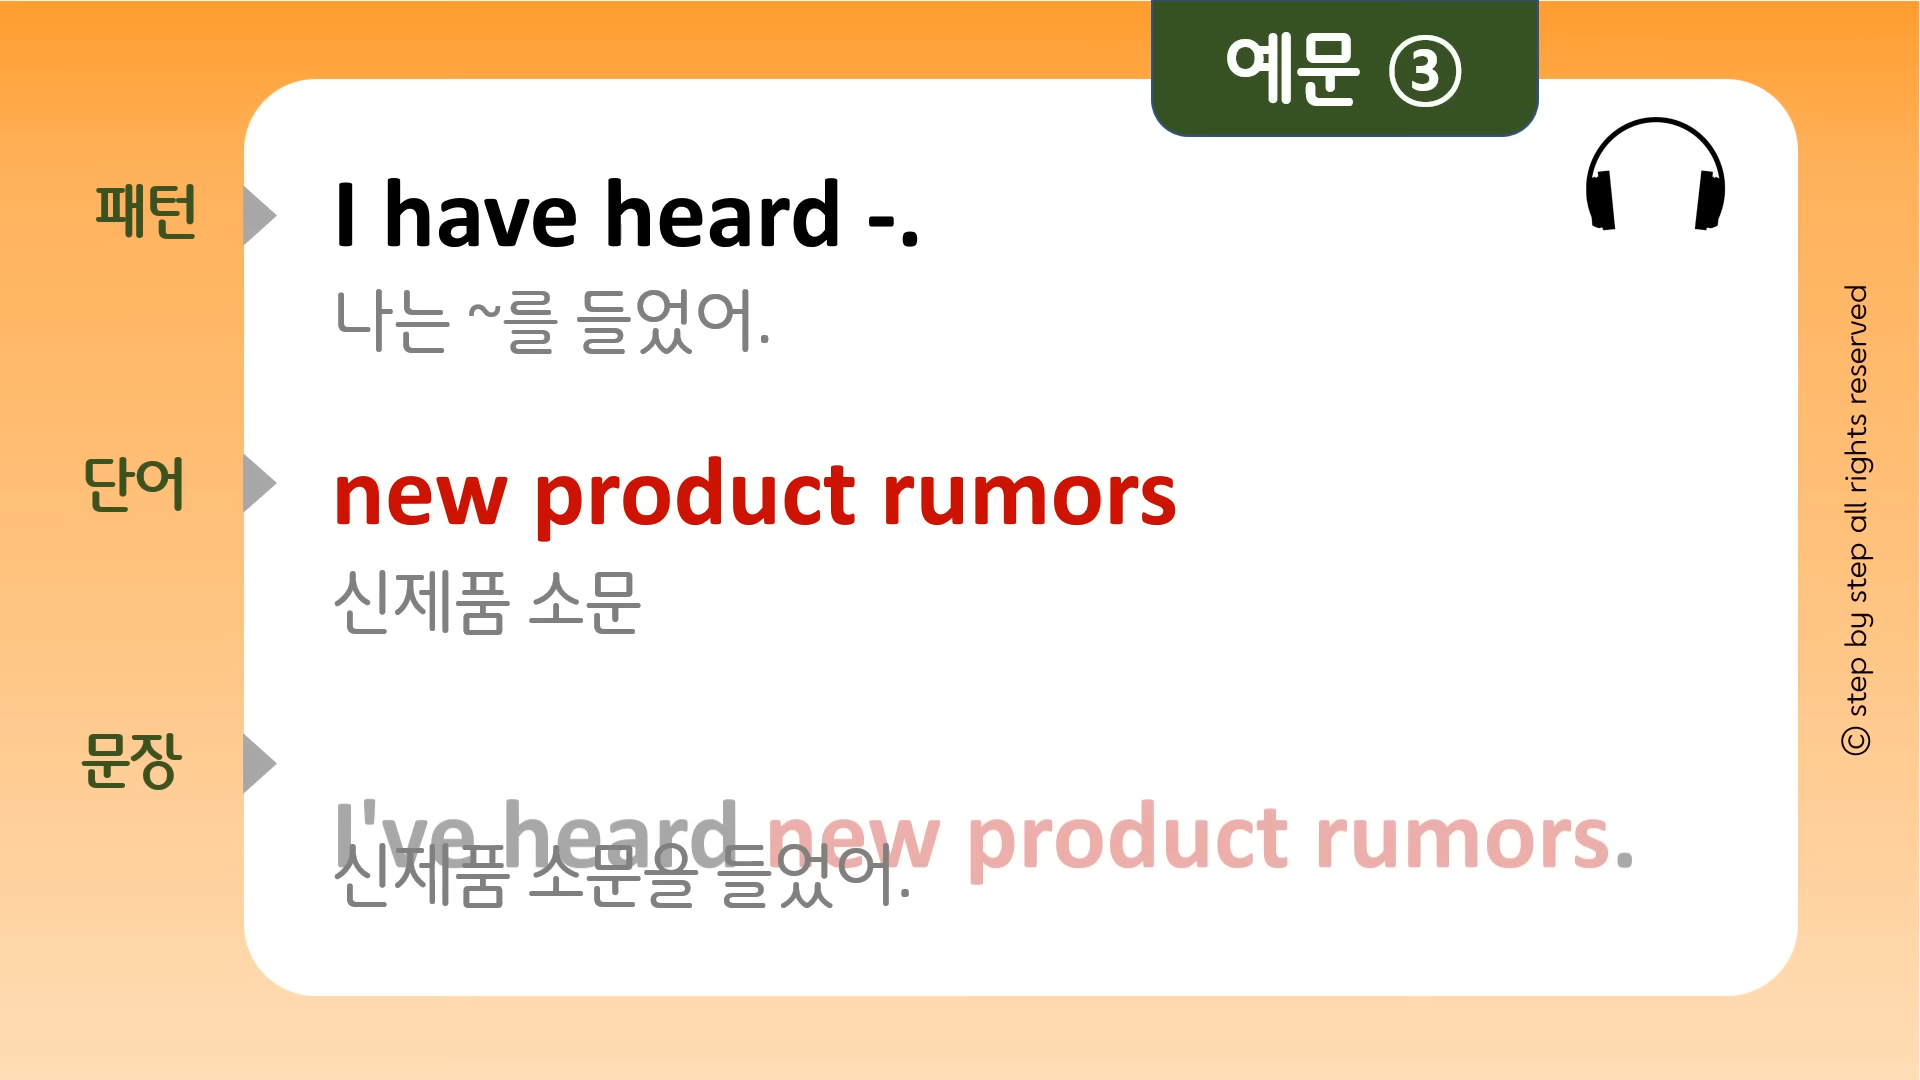 예문 ③
패턴
I have heard -.
나는 ~를 들었어.
단어
new product rumors
신제품 소문
문장
I've heard new product rumors.
신제품 소문을 들었어.
© step by step all rights reserved